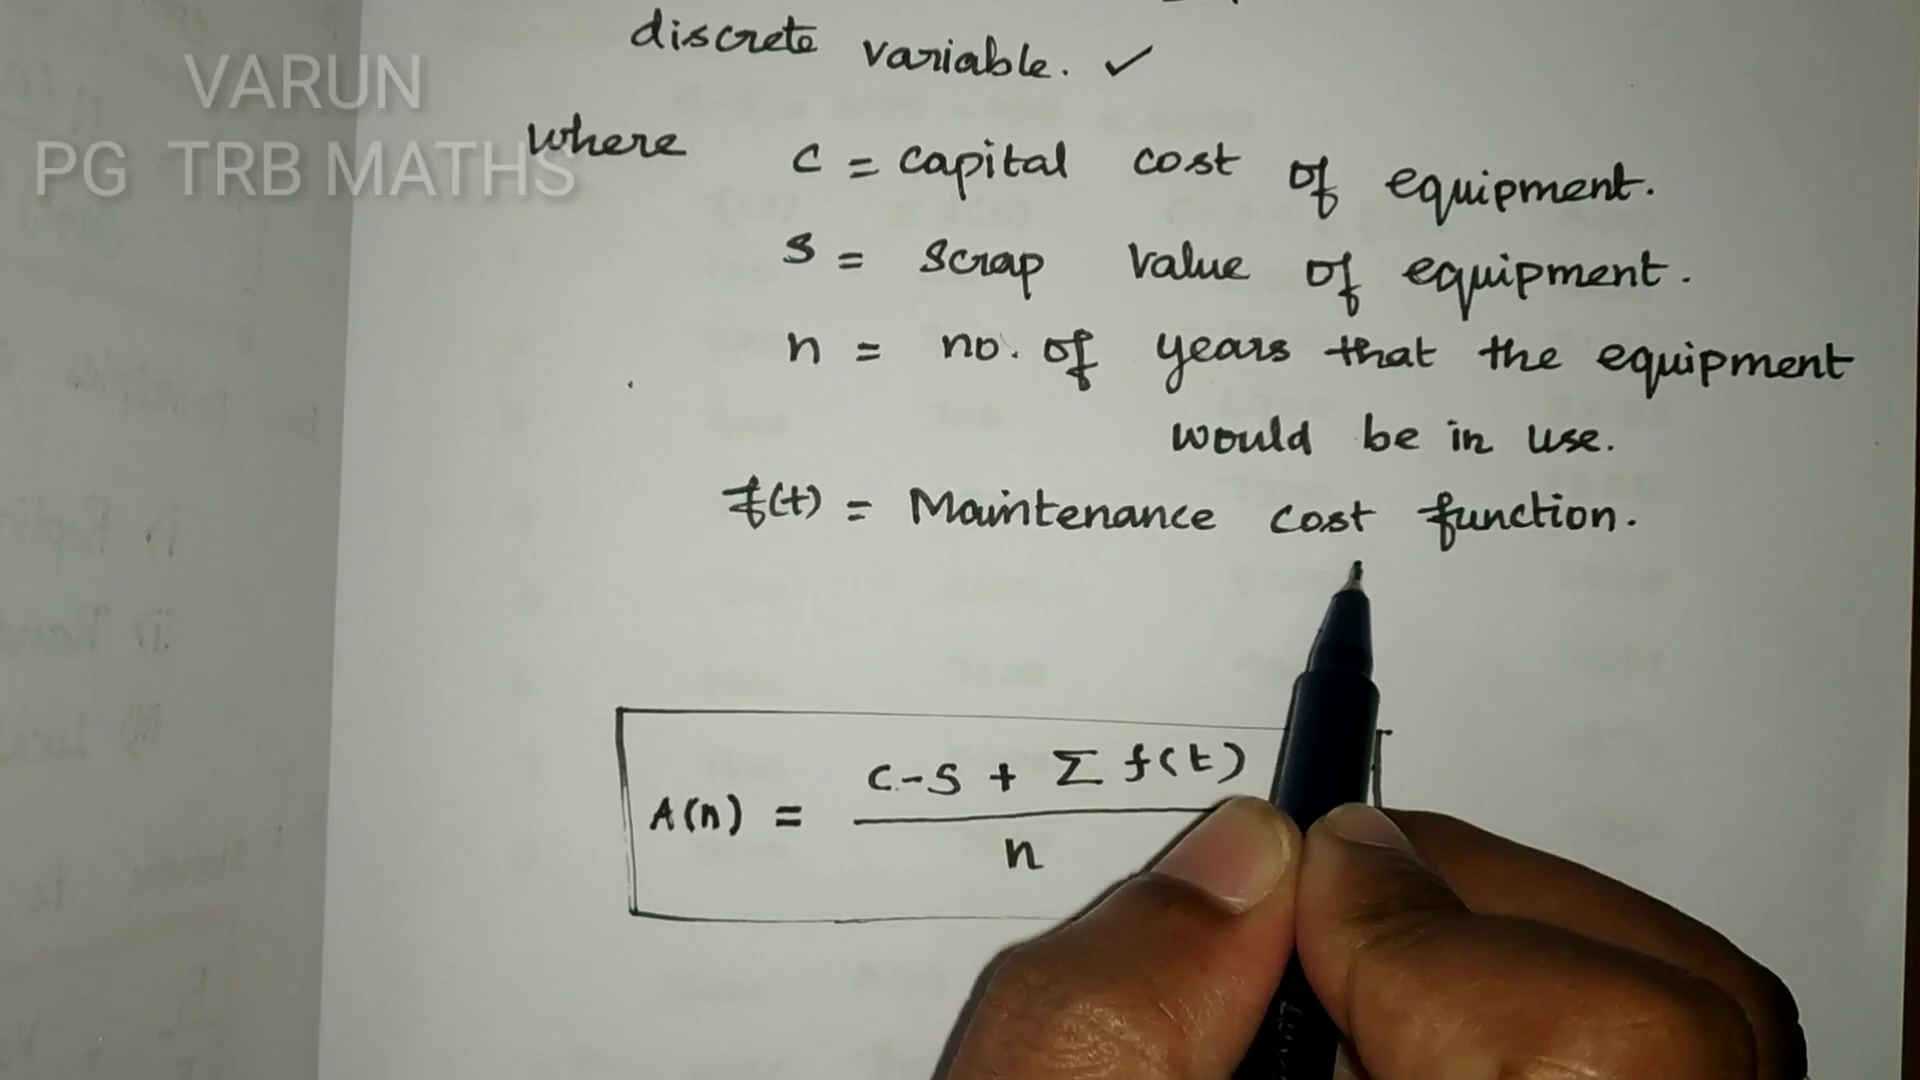 discrete variable. ✓
VARUN
PG TRB MATHS
where c = capital cost of equipment.
S = Scrap Value of equipment.
n = no. of years that the equipment
would be in use.
f(t) = Maintenance cost function.
C-S + Σ f(t)
A(n) =
n